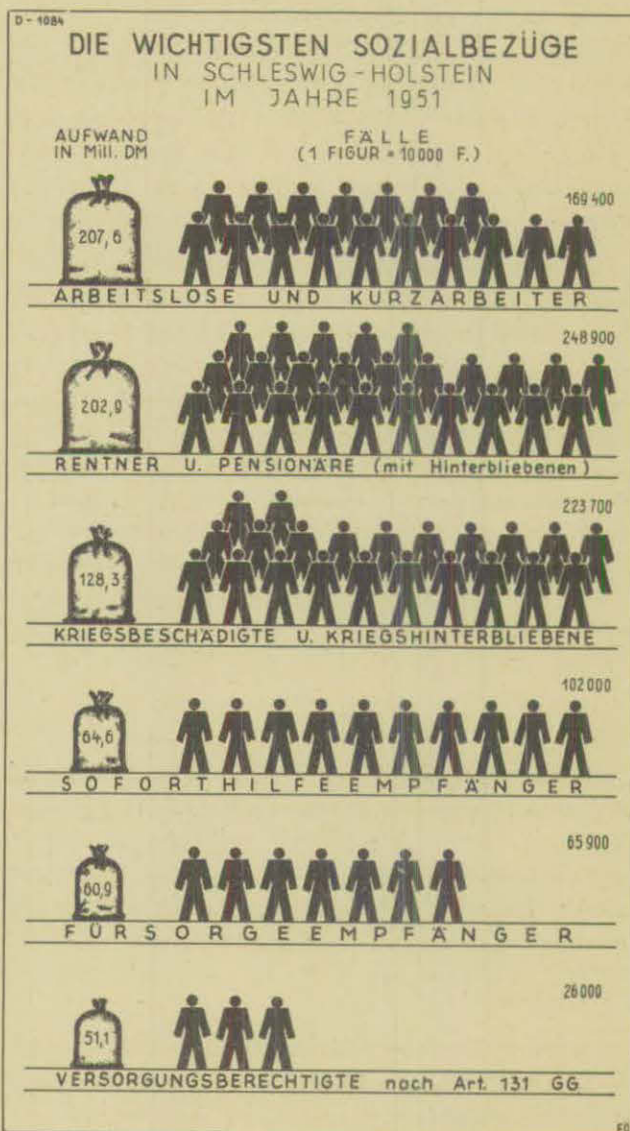 D-1084
DIE WICHTIGSTEN SOZIALBEZÜGE
IN SCHLESWIG-HOLSTEIN
IM JAHRE 1951
AUFWAND
IN Mill. DM
FÄLLE
(1 FIGUR = 10000 F.)
207,6
169 400
ARBEITSLOSE UND KURZARBEITER
202,9
248 900
RENTNER U. PENSIONÄRE (mit Hinterbliebenen)
128,3
223 700
KRIEGSBESCHÄDIGTE U. KRIEGSHINTERBLIEBENE
64,6
102 000
SOFORTHILFEEMPFÄNGER
60,9
65 900
FÜRSORGEEMPFÄNGER
51,1
26 000
VERSORGUNGSBERECHTIGTE nach Art. 131 GG